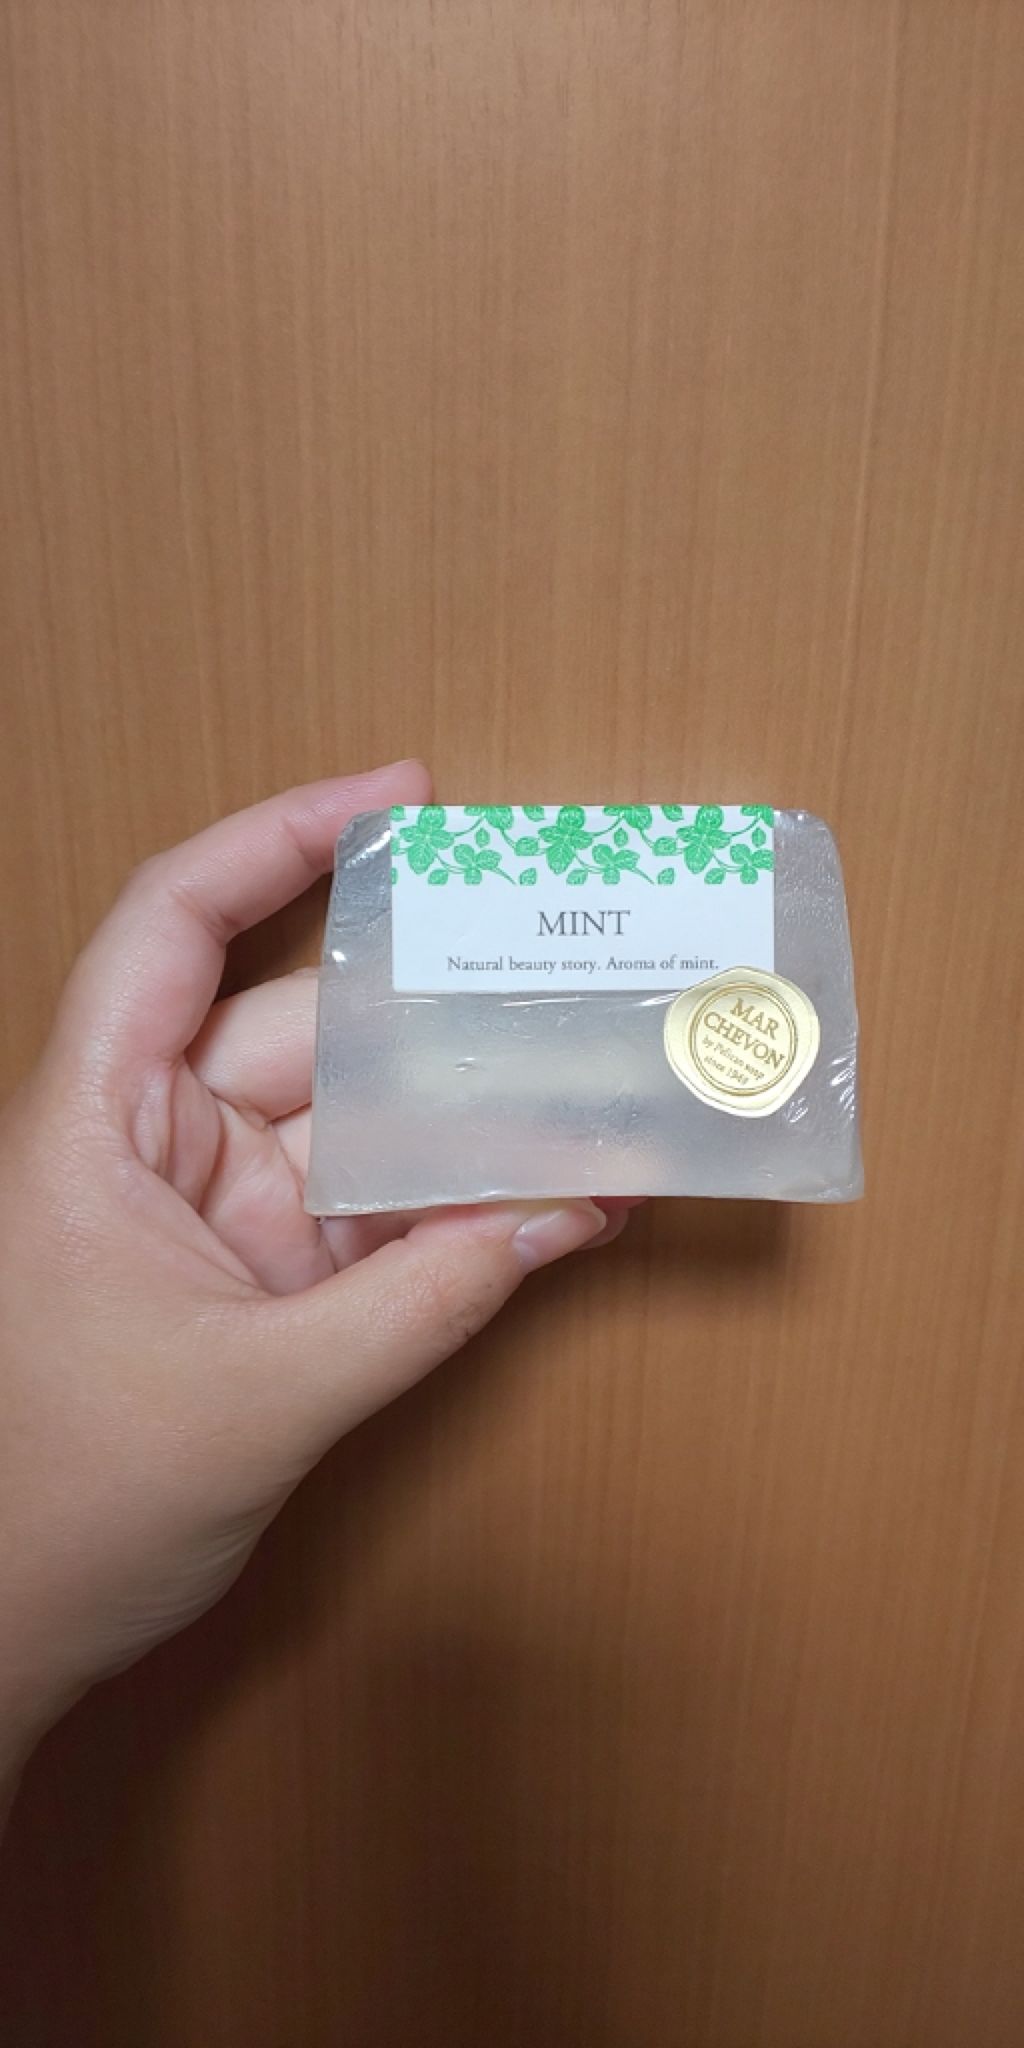 MINT
Natural beauty story. Aroma of mint.
MAR
CHEVON
by Pelican soap
since 1948